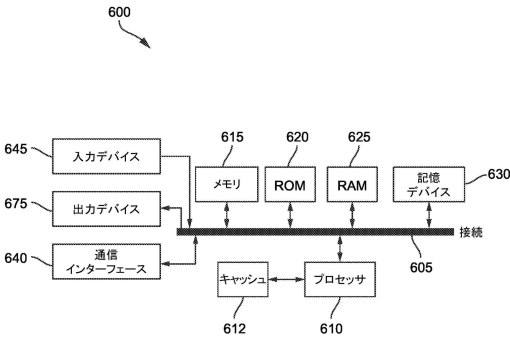 600
645
入力デバイス
615
メモリ
620
ROM
625
RAM
記憶
デバイス
630
675
出力デバイス
接続
640
通信
インターフェース
605
キャッシュ
612
プロセッサ
610